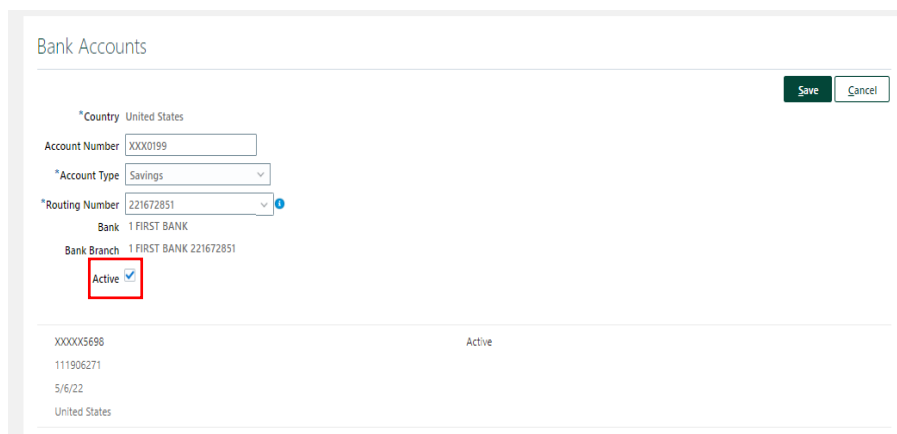 Bank Accounts
Save Cancel
*Country United States
Account Number XXX0199
*Account Type Savings
*Routing Number 221672851
Bank 1 FIRST BANK
Bank Branch 1 FIRST BANK 221672851
Active
XXXXX5698 Active
111906271
5/6/22
United States